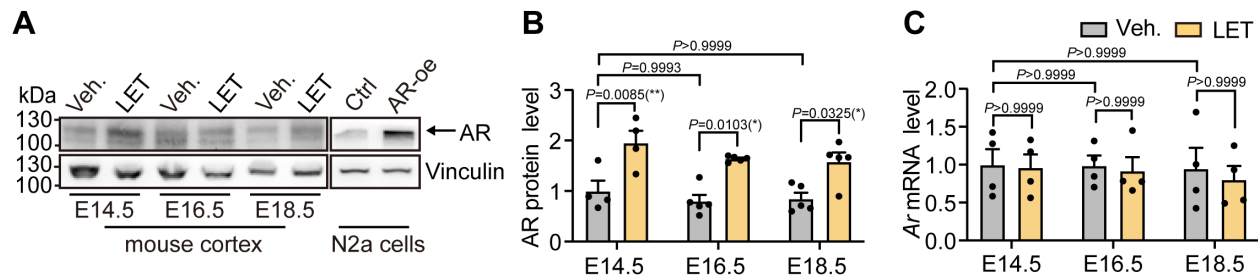 A
kDa
Veh.
LET
Veh.
LET
Veh.
LET
Ctrl
AR-oe
130
100
AR
130
100
Vinculin
E14.5 E16.5 E18.5
mouse cortex
N2a cells
B
AR protein level
3
2
1
0
P>0.9999
P=0.9993
P=0.0085(**)
P=0.0103(*)
P=0.0325(*)
E14.5 E16.5 E18.5
C
Veh. LET
Ar mRNA level
2.0
1.5
1.0
0.5
0.0
P>0.9999
P>0.9999
P>0.9999
P>0.9999
P>0.9999
E14.5 E16.5 E18.5